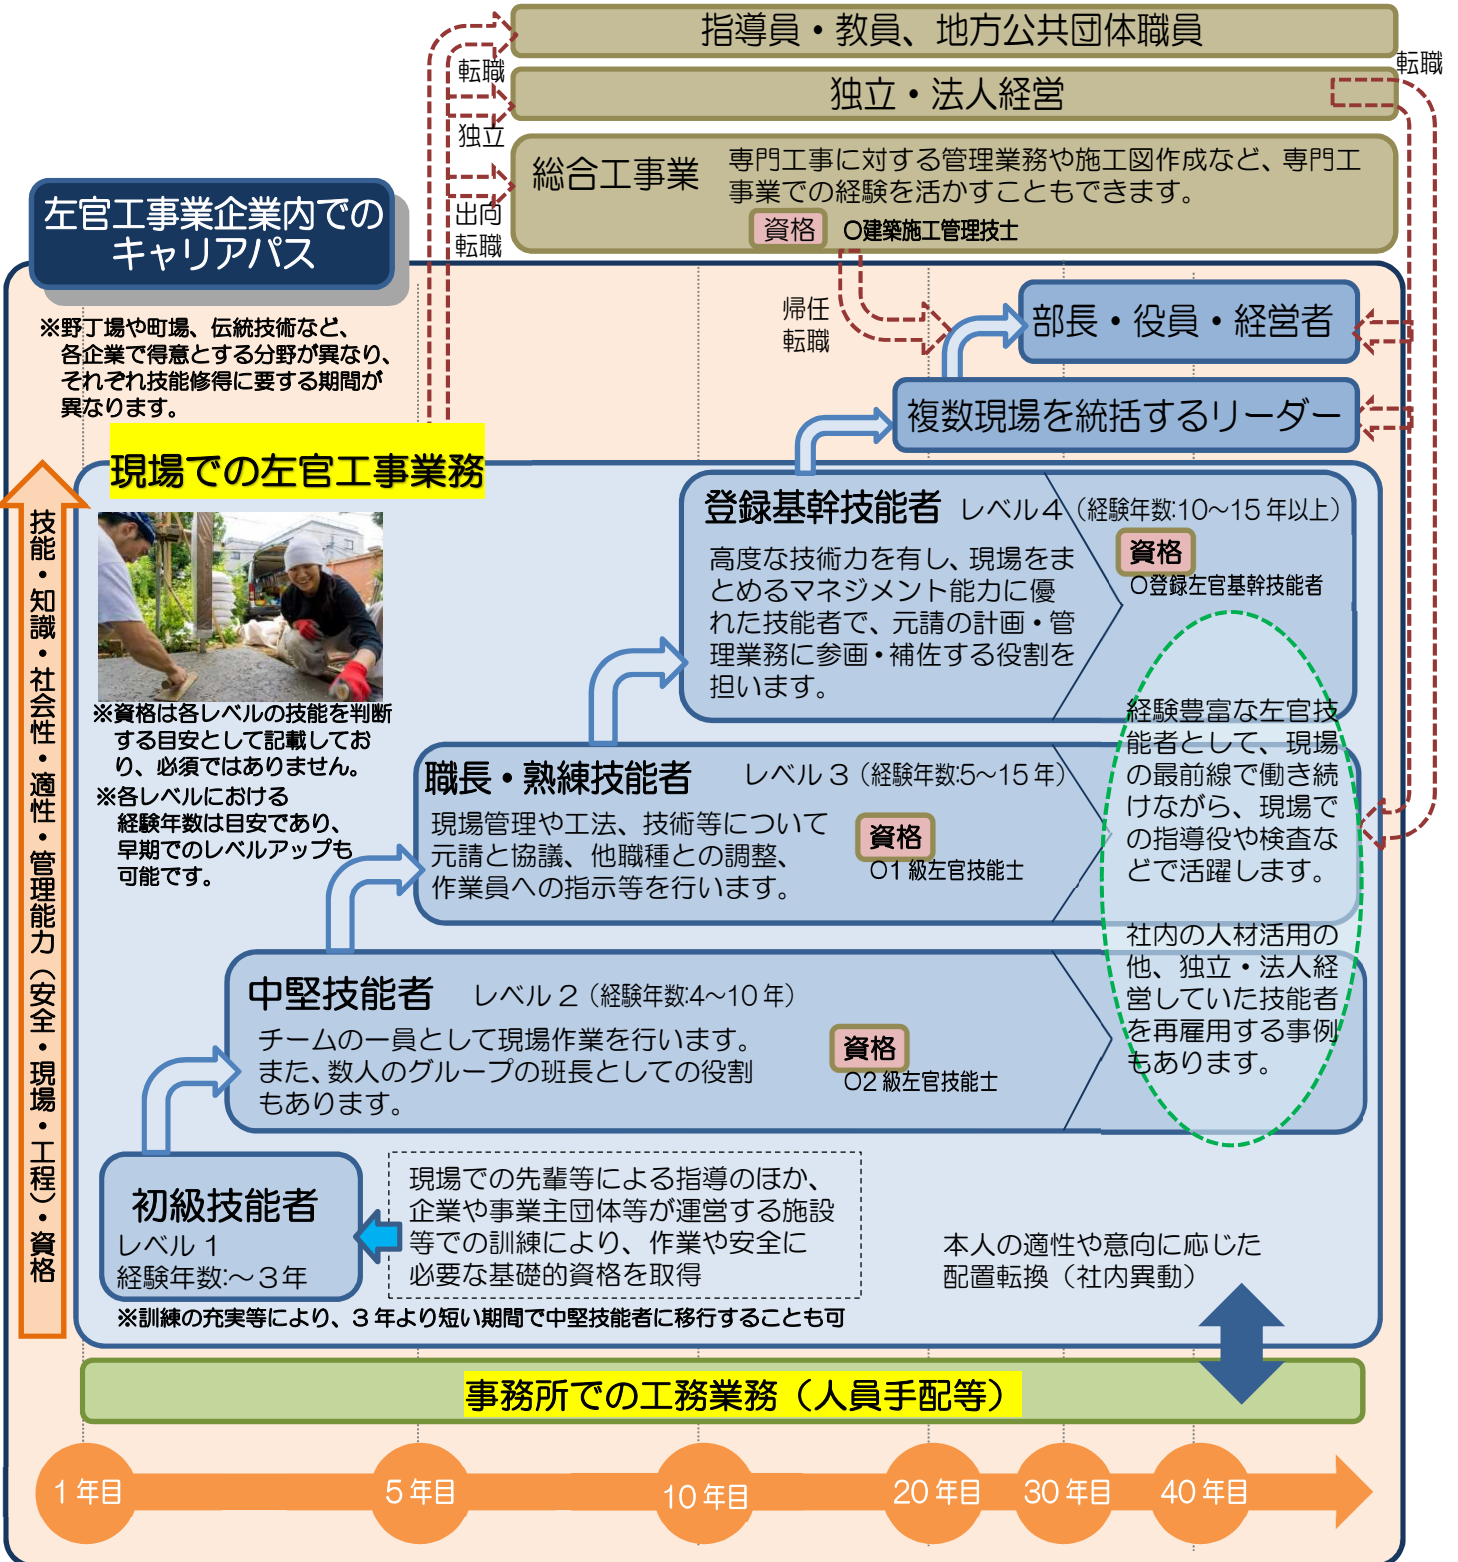 指導員・教員、地方公共団体職員
転職
独立・法人経営
転職
独立
総合工事業
専門工事に対する管理業務や施工図作成など、専門工
事業での経験を活かすこともできます。
資格
○建築施工管理技士
出向
転職
左官工事業企業内での
キャリアパス
※野丁場や町場、伝統技術など、
各企業で得意とする分野が異なり、
それぞれ技能修得に要する期間が
異なります。
帰任
転職
部長・役員・経営者
複数現場を統括するリーダー
現場での左官工事業務
技能・知識・社会性・適性・管理能力(安全・現場・工程)・資格
登録基幹技能者 レベル4(経験年数:10～15年以上)
高度な技術力を有し、現場をま
とめるマネジメント能力に優
れた技能者で、元請の計画・管
理業務に参画・補佐する役割を
担います。
資格
○登録左官基幹技能者
※資格は各レベルの技能を判断
する目安として記載してお
り、必須ではありません。
※各レベルにおける
経験年数は目安であり、
早期でのレベルアップも
可能です。
職長・熟練技能者 レベル3(経験年数:5～15年)
現場管理や工法、技術等について
元請と協議、他職種との調整、
作業員への指示等を行います。
資格
○1級左官技能士
経験豊富な左官技
能者として、現場
の最前線で働き続
けながら、現場で
の指導役や検査な
どで活躍します。
社内の人材活用の
他、独立・法人経
営していた技能者
を再雇用する事例
もあります。
中堅技能者 レベル2(経験年数:4～10年)
チームの一員として現場作業を行います。
また、数人のグループの班長としての役割
もあります。
資格
○2級左官技能士
初級技能者
レベル1
経験年数:～3年
現場での先輩等による指導のほか、
企業や事業主団体等が運営する施設
等での訓練により、作業や安全に
必要な基礎的資格を取得
※訓練の充実等により、3年より短い期間で中堅技能者に移行することも可
本人の適性や意向に応じた
配置転換(社内異動)
事務所での工務業務(人員手配等)
1年目
5年目
10年目
20年目
30年目
40年目